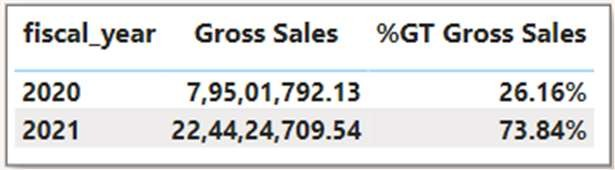 fiscal_year Gross Sales %GT Gross Sales
2020 7,95,01,792.13 26.16%
2021 22,44,24,709.54 73.84%